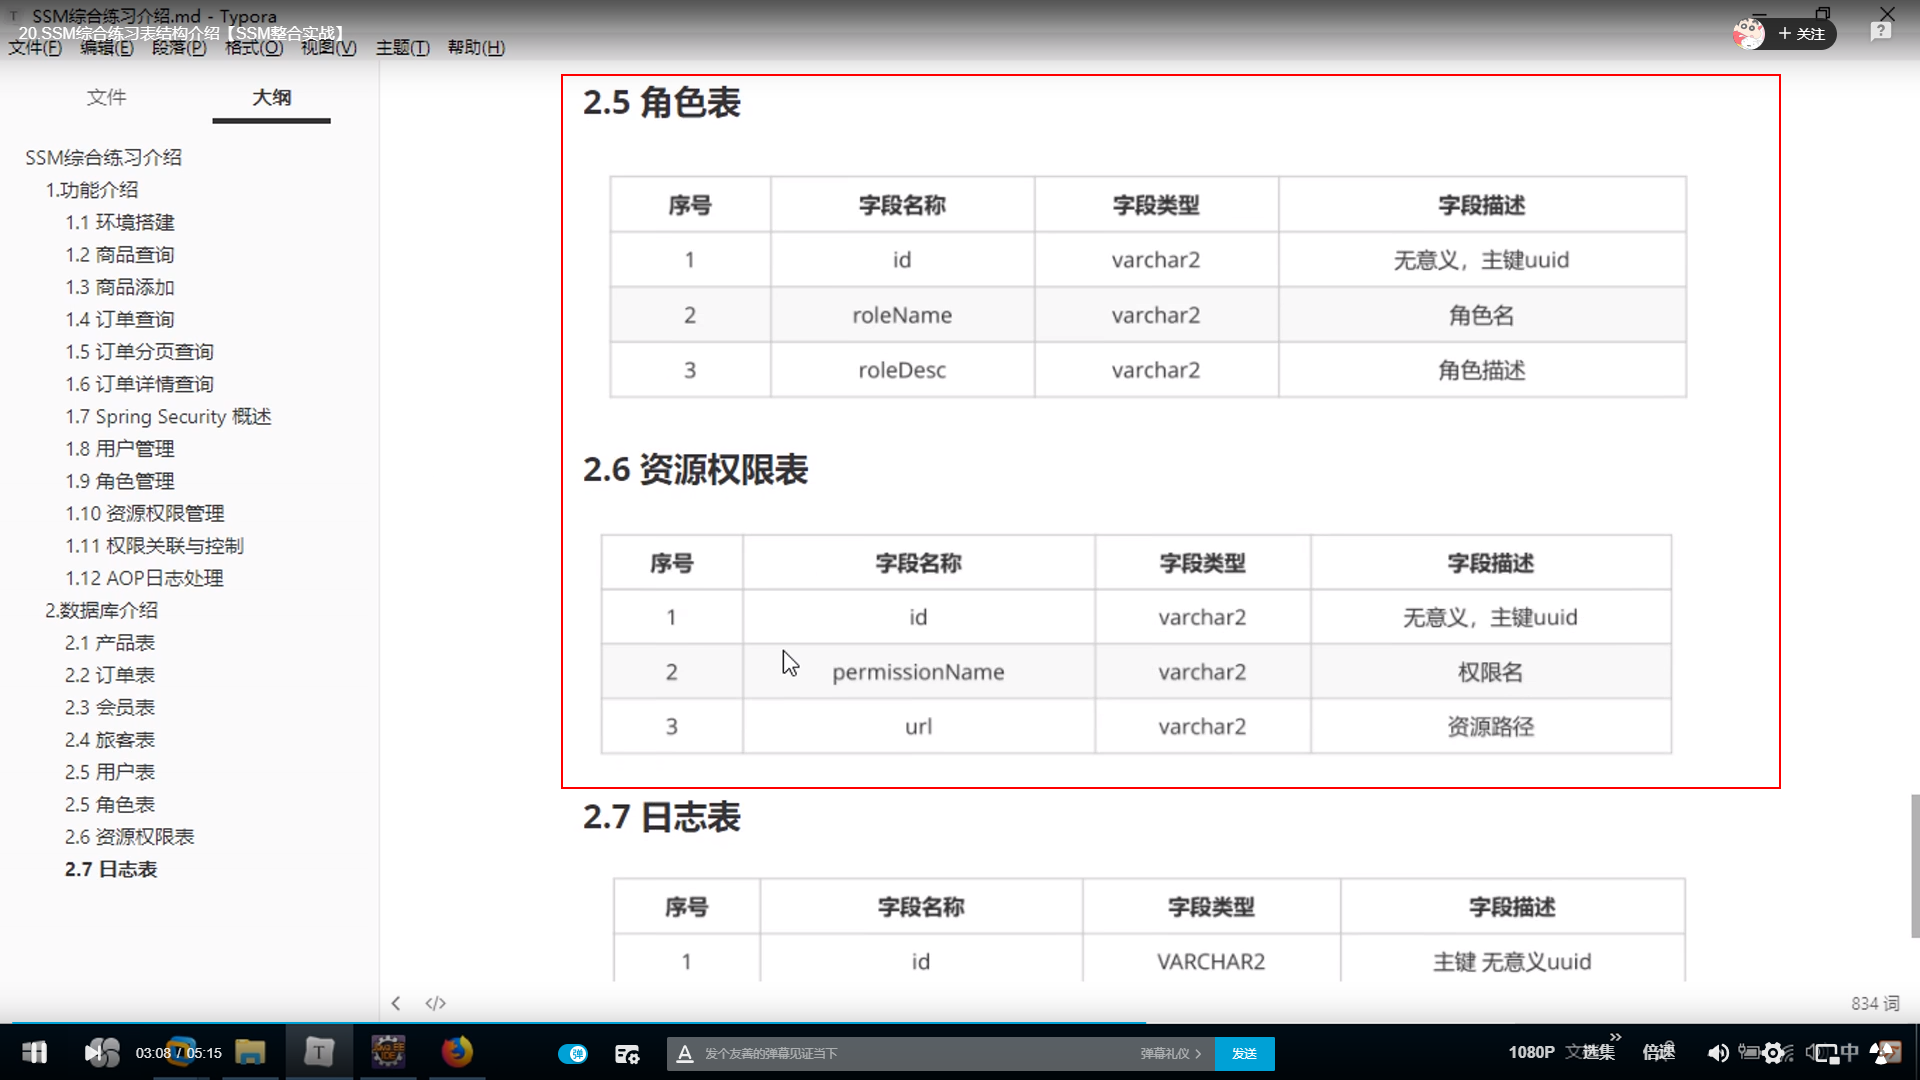 SSM综合练习介绍.md - Typora
20.SSM综合练习表结构介绍【SSM整合实战】
+ 关注
文件(F) 编辑(E) 段落(P) 格式(O) 视图(V) 主题(T) 帮助(H)
文件 大纲
SSM综合练习介绍
1.功能介绍
1.1 环境搭建
1.2 商品查询
1.3 商品添加
1.4 订单查询
1.5 订单分页查询
1.6 订单详情查询
1.7 Spring Security 概述
1.8 用户管理
1.9 角色管理
1.10 资源权限管理
1.11 权限关联与控制
1.12 AOP日志处理
2.数据库介绍
2.1 产品表
2.2 订单表
2.3 会员表
2.4 旅客表
2.5 用户表
2.5 角色表
2.6 资源权限表
2.7 日志表
2.5 角色表
序号 字段名称 字段类型 字段描述
1 id varchar2 无意义，主键uuid
2 roleName varchar2 角色名
3 roleDesc varchar2 角色描述
2.6 资源权限表
序号 字段名称 字段类型 字段描述
1 id varchar2 无意义，主键uuid
2 permissionName varchar2 权限名
3 url varchar2 资源路径
2.7 日志表
序号 字段名称 字段类型 字段描述
1 id VARCHAR2 主键 无意义uuid
834 词
03:08 / 05:15
弹
发个友善的弹幕见证当下
弹幕礼仪 >
发送
1080P
选集
倍速
中